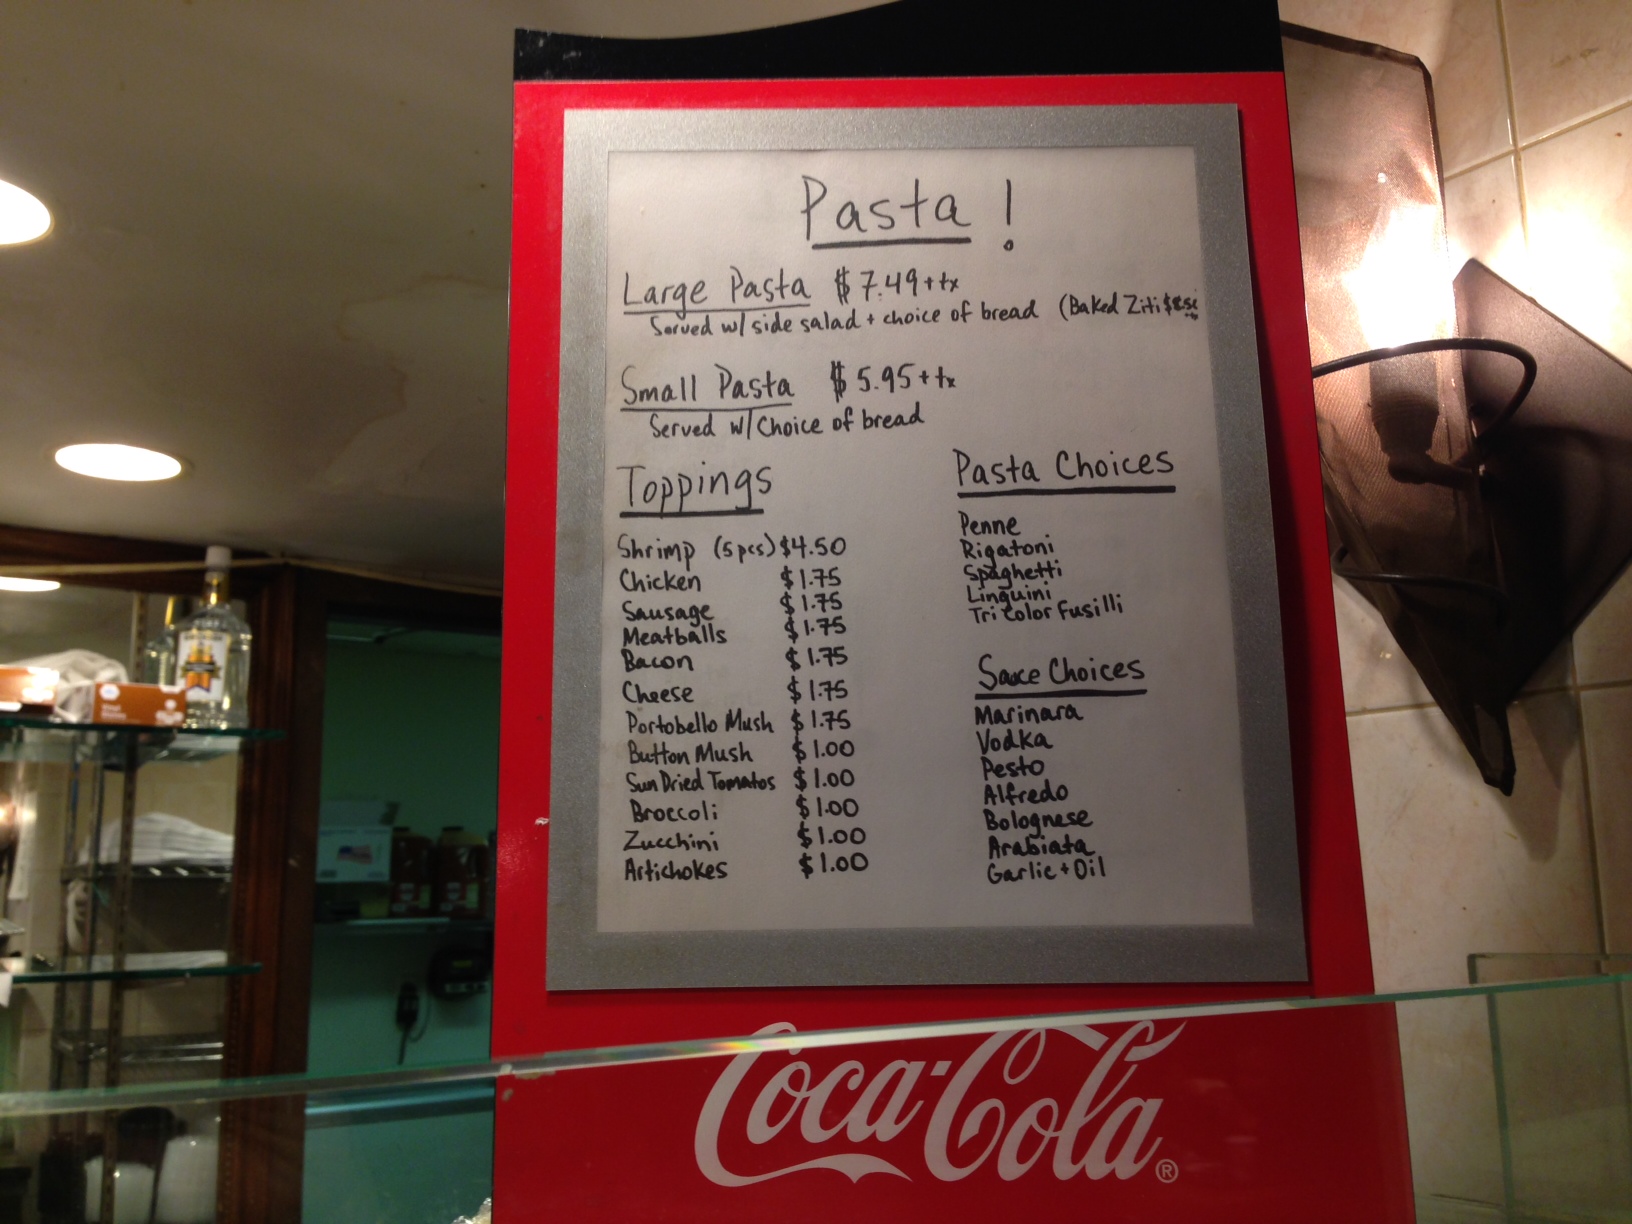 Pasta!
Large Pasta $7.49+tx
Served w/ side salad + choice of bread (Baked Ziti
Small Pasta $5.95+tx
Served w/ Choice of bread
Toppings
Shrimp (5pcs) $4.50
Chicken $1.75
Sausage $1.75
Meatballs $1.75
Bacon $1.75
Cheese $1.75
Portobello Mush $1.75
Button Mush $1.00
Sun Dried Tomatos $1.00
Broccoli $1.00
Zucchini $1.00
Artichokes $1.00
Pasta Choices
Penne
Rigatoni
Spaghetti
Linguini
Tri Color Fusilli
Sauce Choices
Marinara
Vodka
Pesto
Alfredo
Bolognese
Arabiata
Garlic + Oil
Coca-Cola®